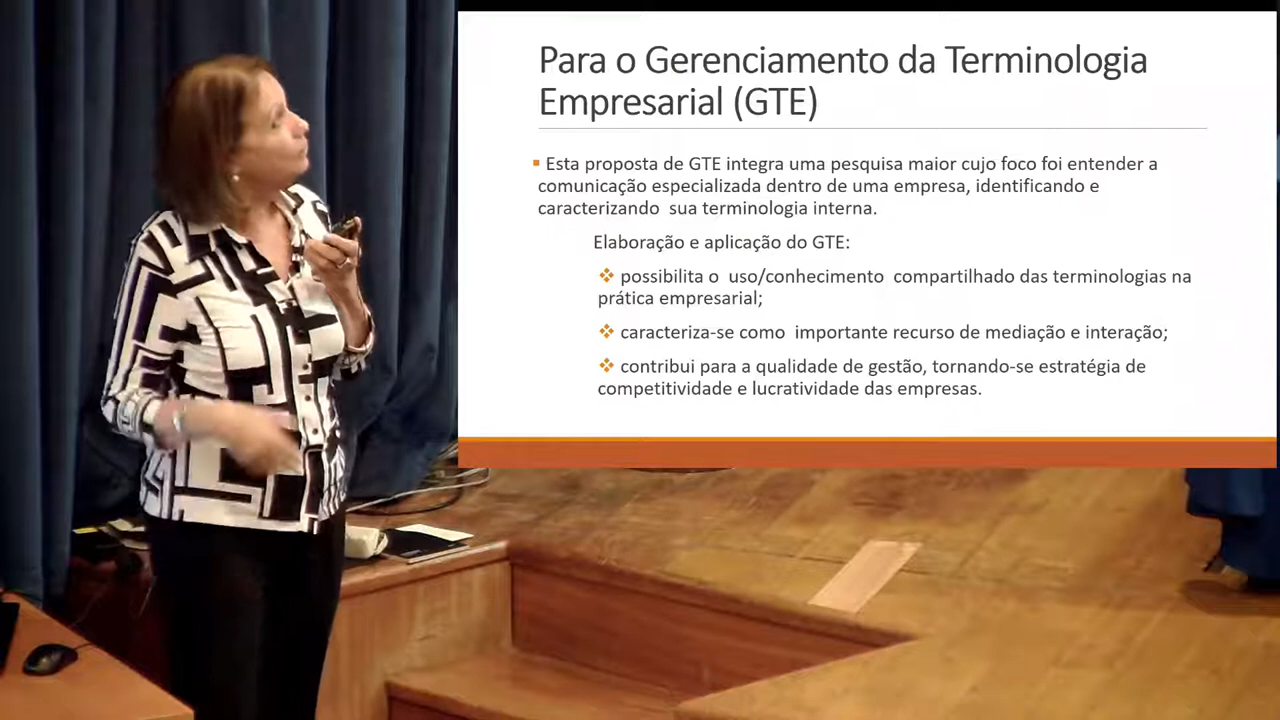 Para o Gerenciamento da Terminologia
Empresarial (GTE)
Esta proposta de GTE integra uma pesquisa maior cujo foco foi entender a
comunicação especializada dentro de uma empresa, identificando e
caracterizando sua terminologia interna.
Elaboração e aplicação do GTE:
possibilita o uso/conhecimento compartilhado das terminologias na
prática empresarial;
caracteriza-se como importante recurso de mediação e interação;
contribui para a qualidade de gestão, tornando-se estratégia de
competitividade e lucratividade das empresas.